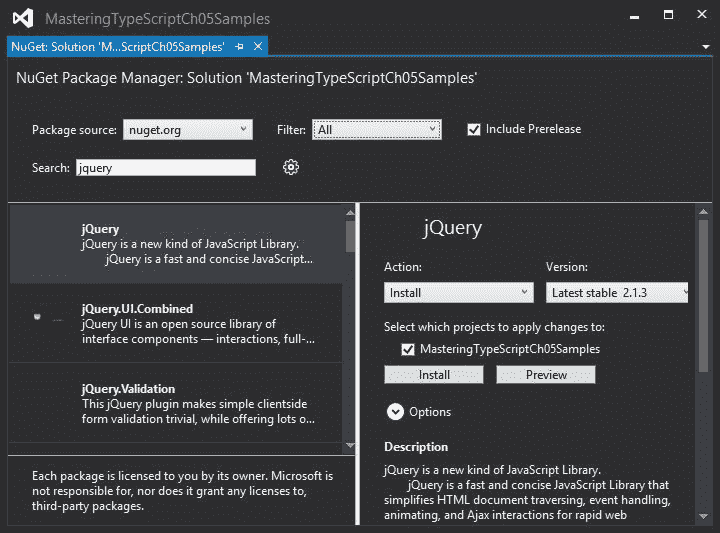 MasteringTypeScriptCh05Samples
NuGet: Solution 'M...ScriptCh05Samples'
NuGet Package Manager: Solution 'MasteringTypeScriptCh05Samples'
Package source: nuget.org Filter: All Include Prerelease
Search: jquery
jQuery
jQuery is a new kind of JavaScript Library.
jQuery is a fast and concise JavaScript...
jQuery.UI.Combined
jQuery UI is an open source library of
interface components — interactions, full-...
jQuery.Validation
This jQuery plugin makes simple clientside
form validation trivial, while offering lots o...
Each package is licensed to you by its owner. Microsoft is
not responsible for, nor does it grant any licenses to,
third-party packages.
jQuery
Action: Version:
Install Latest stable 2.1.3
Select which projects to apply changes to:
MasteringTypeScriptCh05Samples
Install Preview
Options
Description
jQuery is a new kind of JavaScript Library.
jQuery is a fast and concise JavaScript Library that
simplifies HTML document traversing, event handling,
animating, and Ajax interactions for rapid web